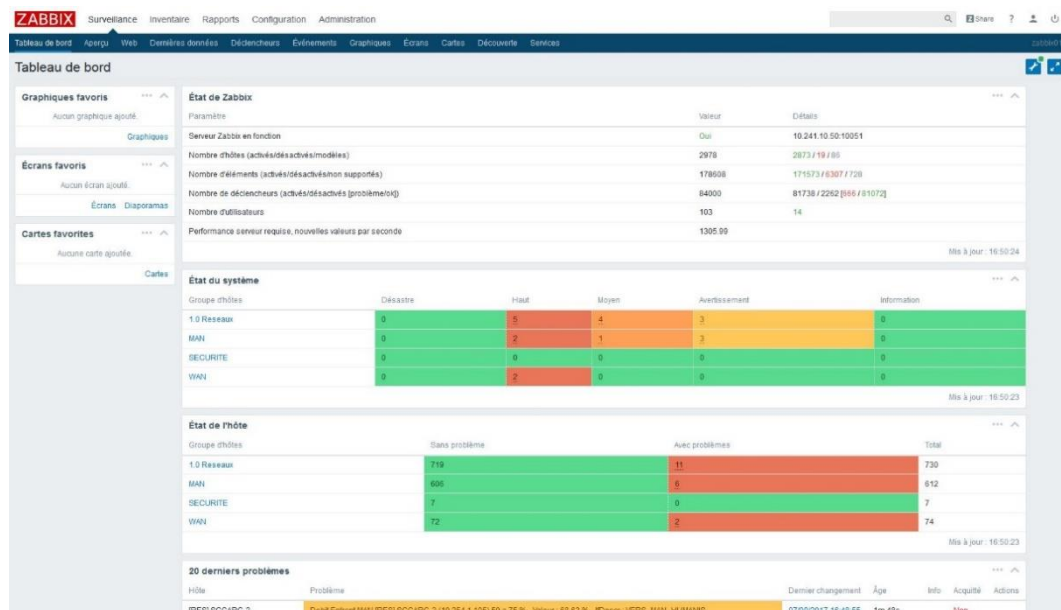 ZABBIX Surveillance Inventaire Rapports Configuration Administration Share ?
Tableau de bord Aperçu Web Dernières données Déclencheurs Événements Graphiques Écrans Cartes Découverte Services
Tableau de bord
Graphiques favoris
Aucun graphique ajouté.
Graphiques
Écrans favoris
Aucun écran ajouté.
Écrans Diaporamas
Cartes favorites
Aucune carte ajoutée.
Cartes
État de Zabbix
Paramètre Valeur Détails
Serveur Zabbix en fonction Oui 10.241.10.50:10051
Nombre d'hôtes (activés/désactivés/modèles) 2978 2873 / 19 / 86
Nombre d'éléments (activés/désactivés/non supportés) 178608 171573 / 6307 / 728
Nombre de déclencheurs (activés/désactivés [problème/ok]) 84000 81738 / 2262 [666 / 81072]
Nombre d'utilisateurs 103 14
Performance serveur requise, nouvelles valeurs par seconde 1305.99
Mis à jour : 16:50:24
État du système
Groupe d'hôtes Désastre Haut Moyen Avertissement Information
1.0 Reseaux 0 5 4 3 0
MAN 0 2 1 3 0
SECURITE 0 0 0 0 0
WAN 0 2 0 0 0
Mis à jour : 16:50:23
État de l'hôte
Groupe d'hôtes Sans problème Avec problèmes Total
1.0 Reseaux 719 11 730
MAN 606 6 612
SECURITE 7 0 7
WAN 72 2 74
Mis à jour : 16:50:23
20 derniers problèmes
Hôte Problème Dernier changement Âge Info Acquitté Actions